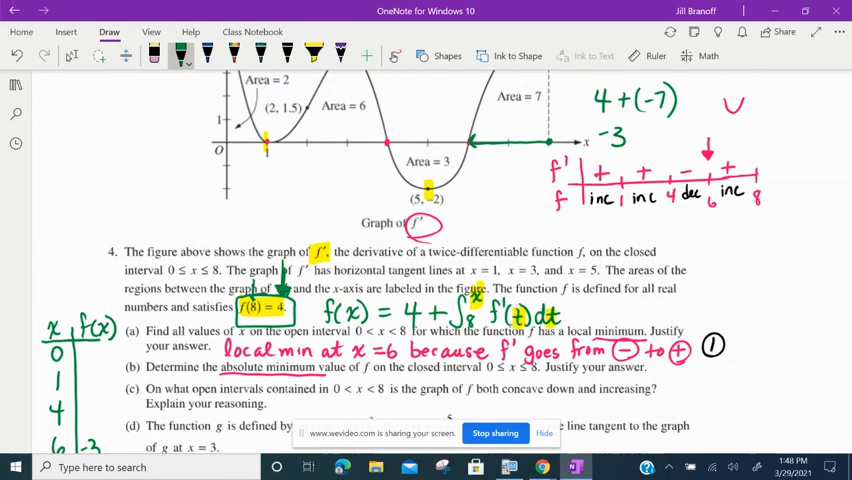 OneNote for Windows 10
Jill Branoff
Home Insert Draw View Help Class Notebook
Share
Shapes Ink to Shape Ink to Text Ruler Math
Area = 2
(2, 1.5)
Area = 6
Area = 7
1
O
1
x
Area = 3
(5, −2)
Graph of f′
4 + (-7)
-3
f' + + - +
f inc 1 inc 4 dec 6 inc 8
4. The figure above shows the graph of f′, the derivative of a twice-differentiable function f, on the closed
interval 0 ≤ x ≤ 8. The graph of f′ has horizontal tangent lines at x = 1, x = 3, and x = 5. The areas of the
regions between the graph of and the x-axis are labeled in the figure. The function f is defined for all real
numbers and satisfies f(8) = 4.
f(x) = 4 + ∫₈ˣ f'(t)dt
(a) Find all values of x on the open interval 0 < x < 8 for which the function f has a local minimum. Justify
your answer.
local min at x = 6 because f' goes from - to + 1
(b) Determine the absolute minimum value of f on the closed interval 0 ≤ x ≤ 8. Justify your answer.
(c) On what open intervals contained in 0 < x < 8 is the graph of f both concave down and increasing?
Explain your reasoning.
(d) The function g is defined by
5
e line tangent to the graph
of g at x = 3.
x f(x)
0
1
4
6 -3
www.wevideo.com is sharing your screen. Stop sharing Hide
Type here to search
1:48 PM
3/29/2021